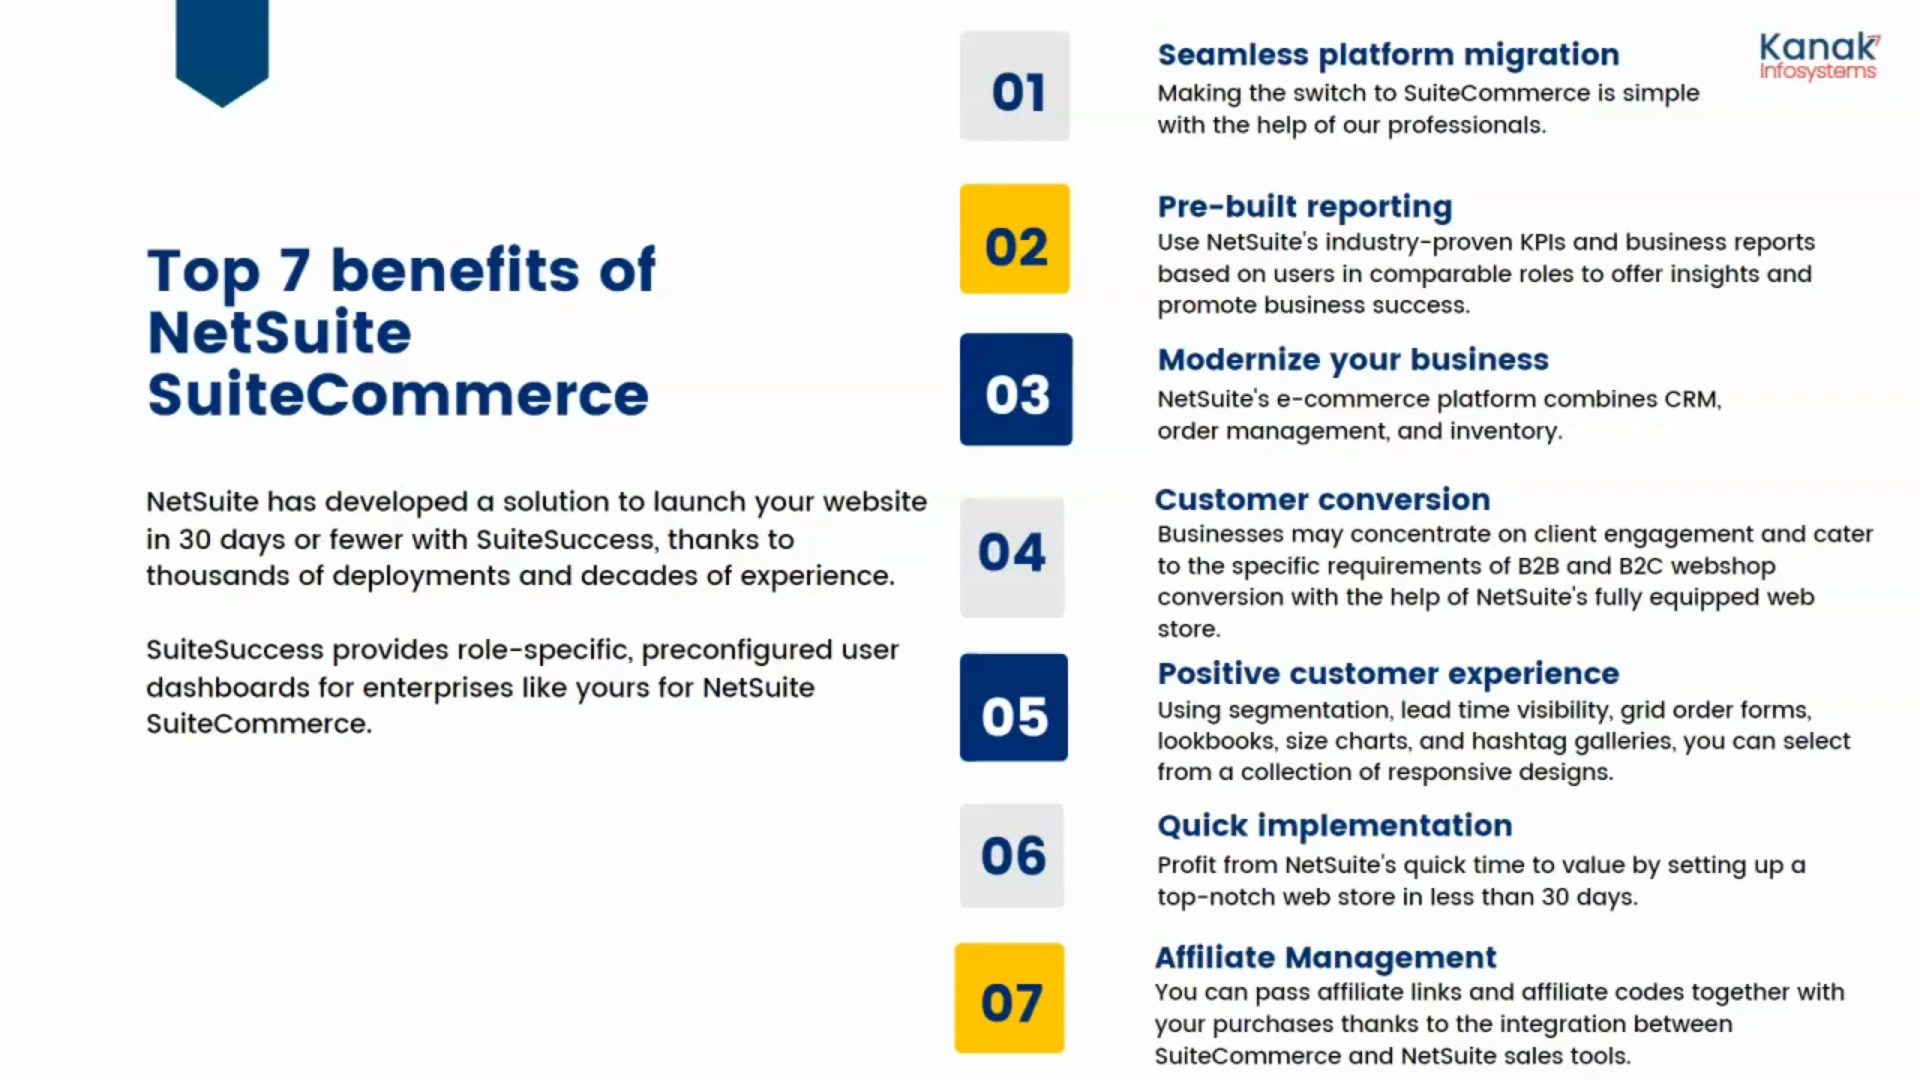 Kanak
Infosystems
Top 7 benefits of
NetSuite
SuiteCommerce
NetSuite has developed a solution to launch your website
in 30 days or fewer with SuiteSuccess, thanks to
thousands of deployments and decades of experience.
SuiteSuccess provides role-specific, preconfigured user
dashboards for enterprises like yours for NetSuite
SuiteCommerce.
01
Seamless platform migration
Making the switch to SuiteCommerce is simple
with the help of our professionals.
02
Pre-built reporting
Use NetSuite's industry-proven KPIs and business reports
based on users in comparable roles to offer insights and
promote business success.
03
Modernize your business
NetSuite's e-commerce platform combines CRM,
order management, and inventory.
04
Customer conversion
Businesses may concentrate on client engagement and cater
to the specific requirements of B2B and B2C webshop
conversion with the help of NetSuite's fully equipped web
store.
05
Positive customer experience
Using segmentation, lead time visibility, grid order forms,
lookbooks, size charts, and hashtag galleries, you can select
from a collection of responsive designs.
06
Quick implementation
Profit from NetSuite's quick time to value by setting up a
top-notch web store in less than 30 days.
07
Affiliate Management
You can pass affiliate links and affiliate codes together with
your purchases thanks to the integration between
SuiteCommerce and NetSuite sales tools.